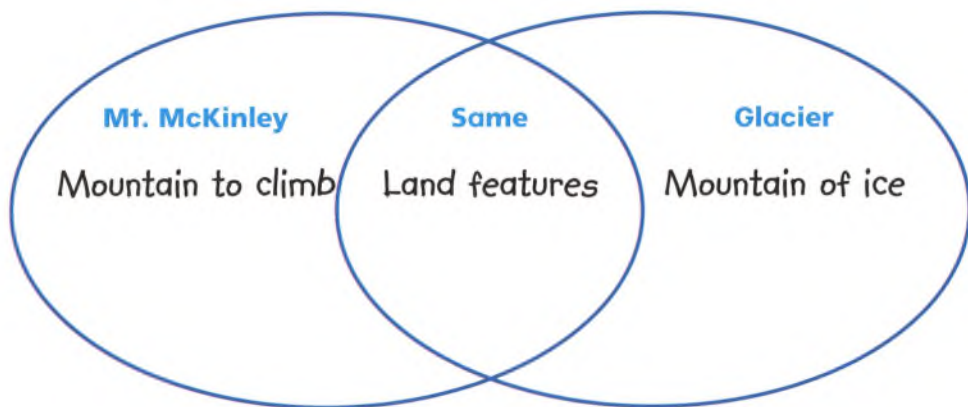 Mt. McKinley
Same
Glacier
Mountain to climb
Land features
Mountain of ice